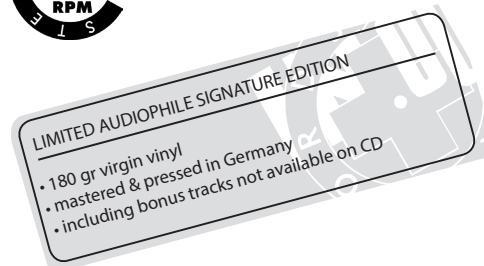 RPM
LIMITED AUDIOPHILE SIGNATURE EDITION
• 180 gr virgin vinyl
• mastered & pressed in Germany
• including bonus tracks not available on CD